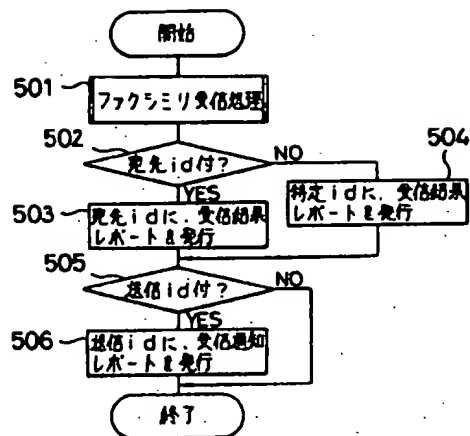 開始
501
ファクシミリ受信処理
502
宛先id付?
NO
504
YES
503
宛先idに、受信結果
レポートを発行
特定idに、受信結果
レポートを発行
505
送信id付?
NO
YES
506
送信idに、受信通知
レポートを発行
終了